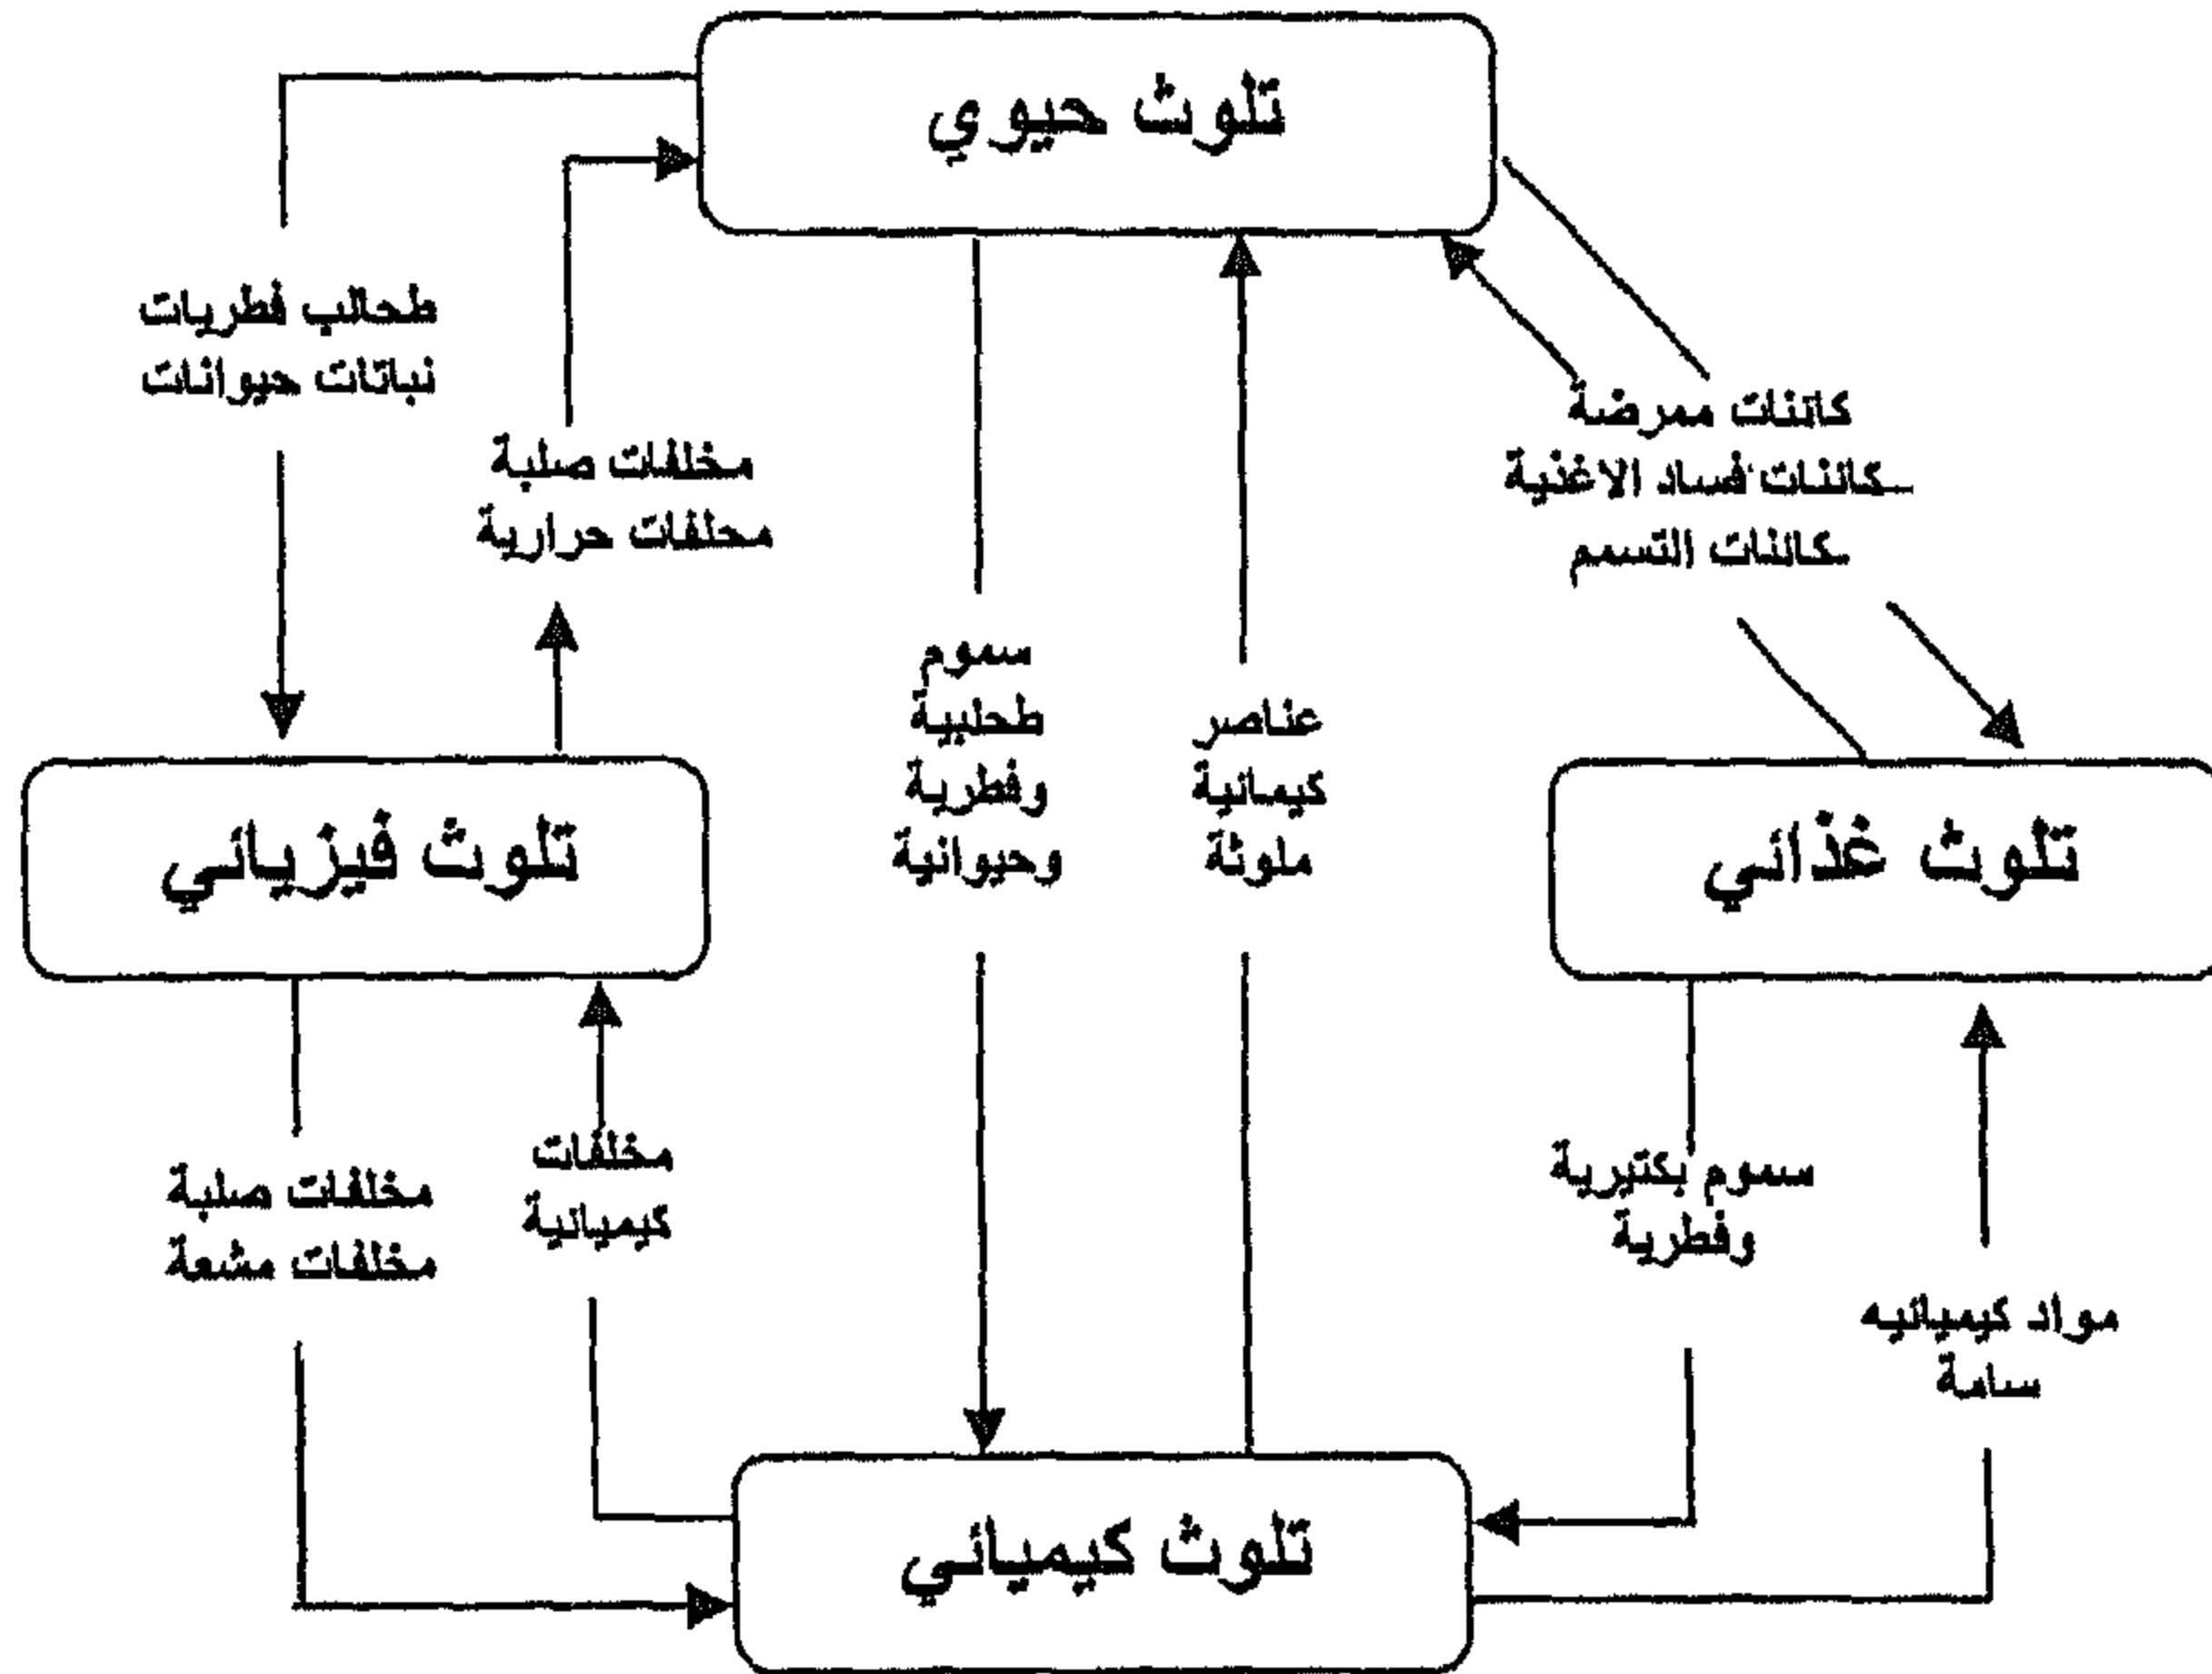 تلوث حيوي
طحالب فطريات
نباتات حيوانات
مخلفات صلبة
محلفات حرارية
كائنات ممرضة
-كائنات فساد الاغذية
-كائنات التسمم
سموم
طحلبية
وفطرية
وحيوانية
عناصر
كيمائية
ملوثة
تلوث غذائي
تلوث فيزيائي
مخلفات صلبة
مخلفات مشعة
مخلفات
كيميائية
سموم بكتيرية
وفطرية
مواد كيميائيه
سامة
تلوث كيميائي